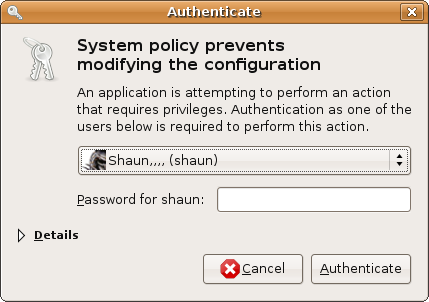 Authenticate
System policy prevents
modifying the configuration
An application is attempting to perform an action
that requires privileges. Authentication as one of the
users below is required to perform this action.
Shaun,,,, (shaun)
Password for shaun:
Details
Cancel
Authenticate